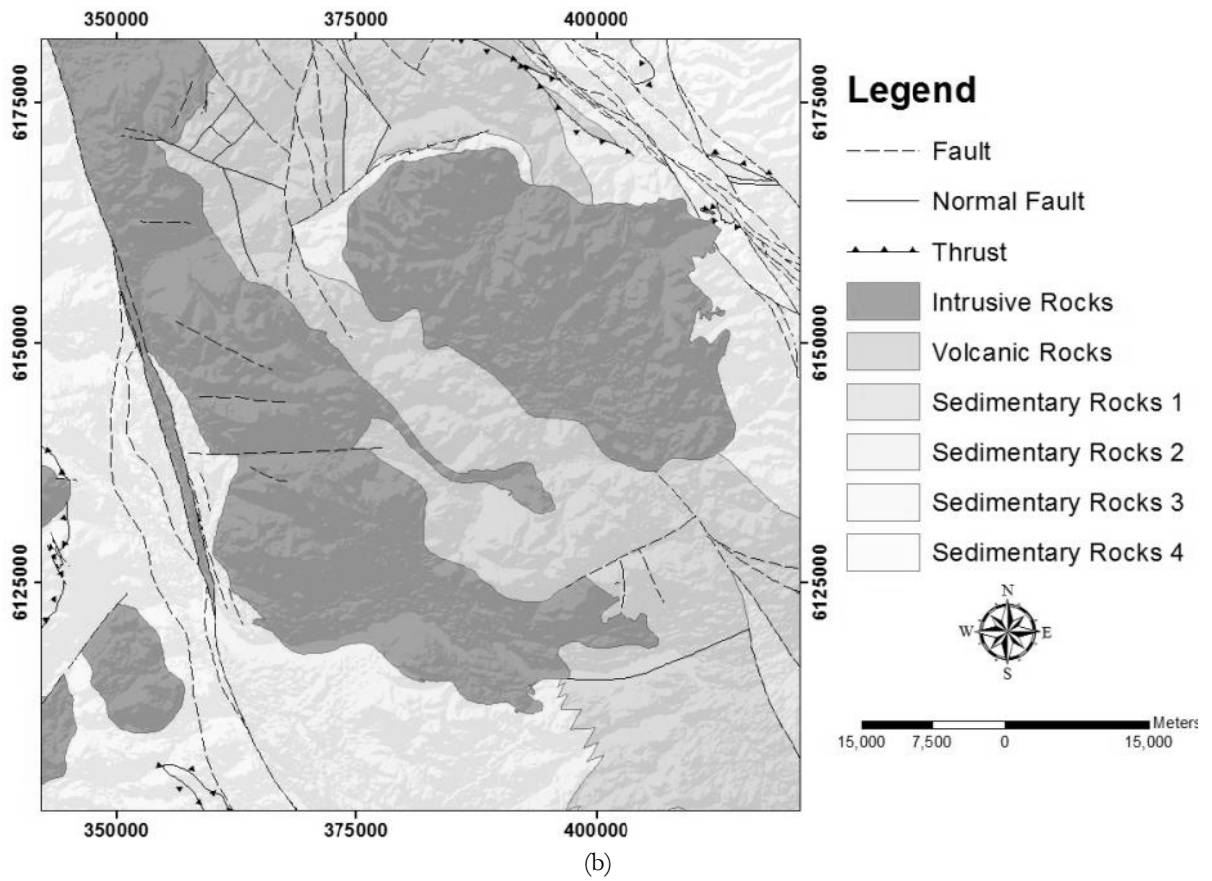 350000 375000 400000
6175000 6175000
6150000 6150000
6125000 6125000
350000 375000 400000
Legend
Fault
Normal Fault
Thrust
Intrusive Rocks
Volcanic Rocks
Sedimentary Rocks 1
Sedimentary Rocks 2
Sedimentary Rocks 3
Sedimentary Rocks 4
N
W E
S
Meters
15,000 7,500 0 15,000
(b)